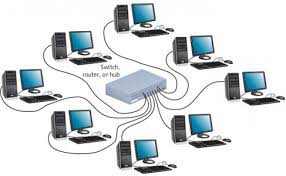 Switch,
router, or hub